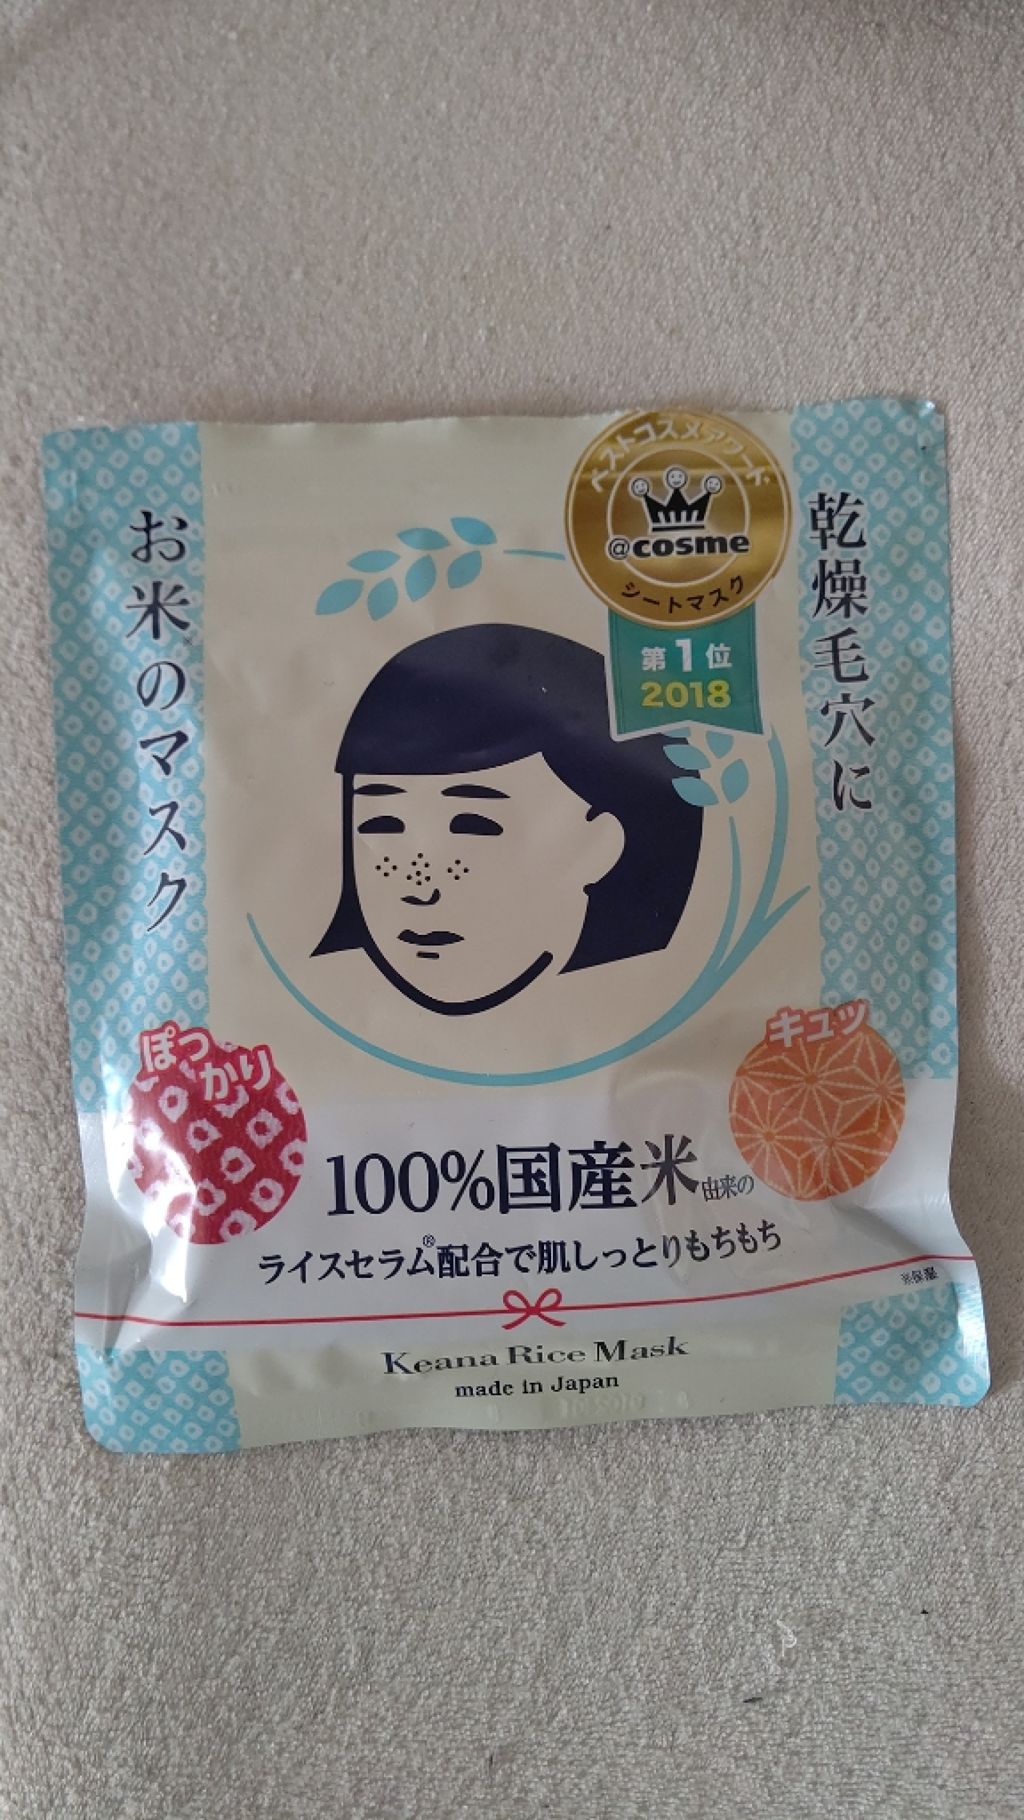 乾燥毛穴に
お米※のマスク
ベストコスメアワード
@cosme
シートマスク
第1位
2018
ぽっかり
キュッ
100%国産米由来の
ライスセラム®配合で肌しっとりもちもち
※保湿
Keana Rice Mask
made in Japan